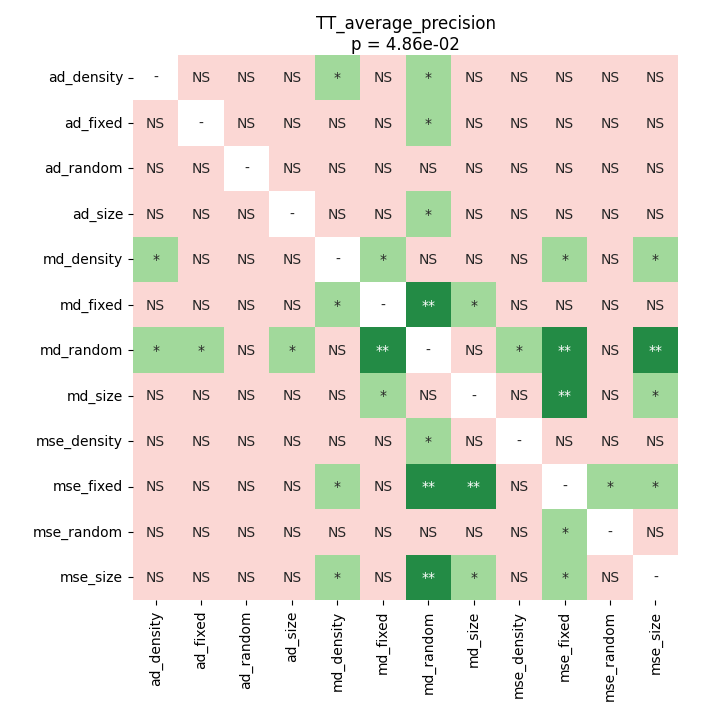 TT_average_precision
p = 4.86e-02
ad_density - NS NS NS * NS * NS NS NS NS NS
ad_fixed NS - NS NS NS NS * NS NS NS NS NS
ad_random NS NS - NS NS NS NS NS NS NS NS NS
ad_size NS NS NS - NS NS * NS NS NS NS NS
md_density * NS NS NS - * NS NS NS * NS *
md_fixed NS NS NS NS * - ** * NS NS NS NS
md_random * * NS * NS ** - NS * ** NS **
md_size NS NS NS NS NS * NS - NS ** NS *
mse_density NS NS NS NS NS NS * NS - NS NS NS
mse_fixed NS NS NS NS * NS ** ** NS - * *
mse_random NS NS NS NS NS NS NS NS NS * - NS
mse_size NS NS NS NS * NS ** * NS * NS -
ad_density ad_fixed ad_random ad_size md_density md_fixed md_random md_size mse_density mse_fixed mse_random mse_size